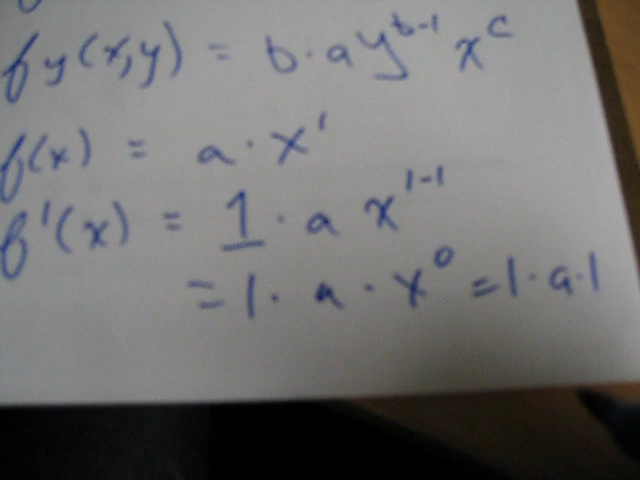 fy(x,y) = b·ay^{b-1} x^c
f(x) = a·x^1
f'(x) = 1·a x^{1-1}
= 1·a·x^0 = 1·a·1